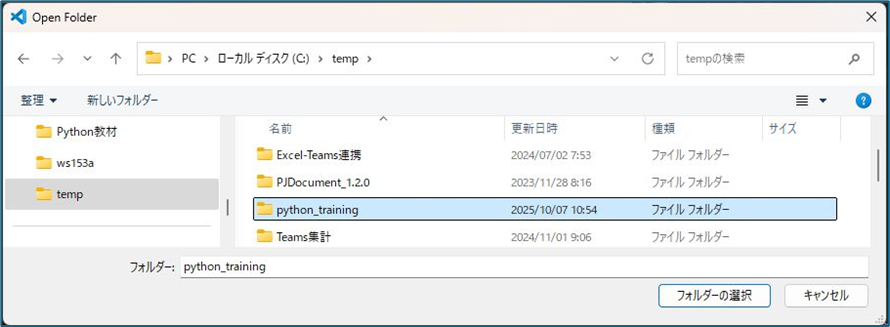 Open Folder
PC > ローカル ディスク (C:) > temp >
tempの検索
整理 新しいフォルダー
?
名前 更新日時 種類 サイズ
Python教材
ws153a
temp
Excel-Teams連携 2024/07/02 7:53 ファイル フォルダー
PJDocument_1.2.0 2023/11/28 8:16 ファイル フォルダー
python_training 2025/10/07 10:54 ファイル フォルダー
Teams集計 2024/11/01 9:06 ファイル フォルダー
フォルダー: python_training
フォルダーの選択 キャンセル